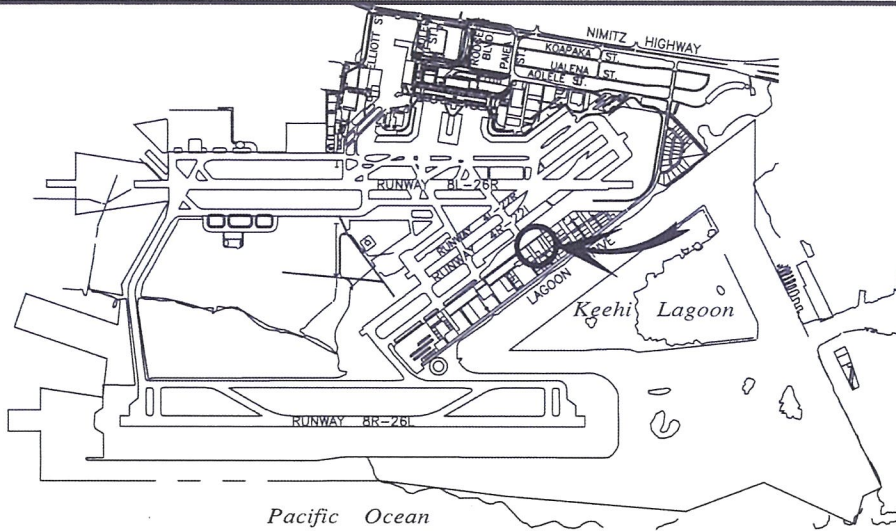 NIMITZ HIGHWAY
ELLIOTT ST.
RODGERS BLVD
PAIEA ST.
KOAPAKA ST.
UALENA ST.
AOLELE ST.
RUNWAY 8L-26R
RUNWAY 4L-22R
RUNWAY 4R-22L
LAGOON DRIVE
Keehi Lagoon
RUNWAY 8R-26L
Pacific Ocean